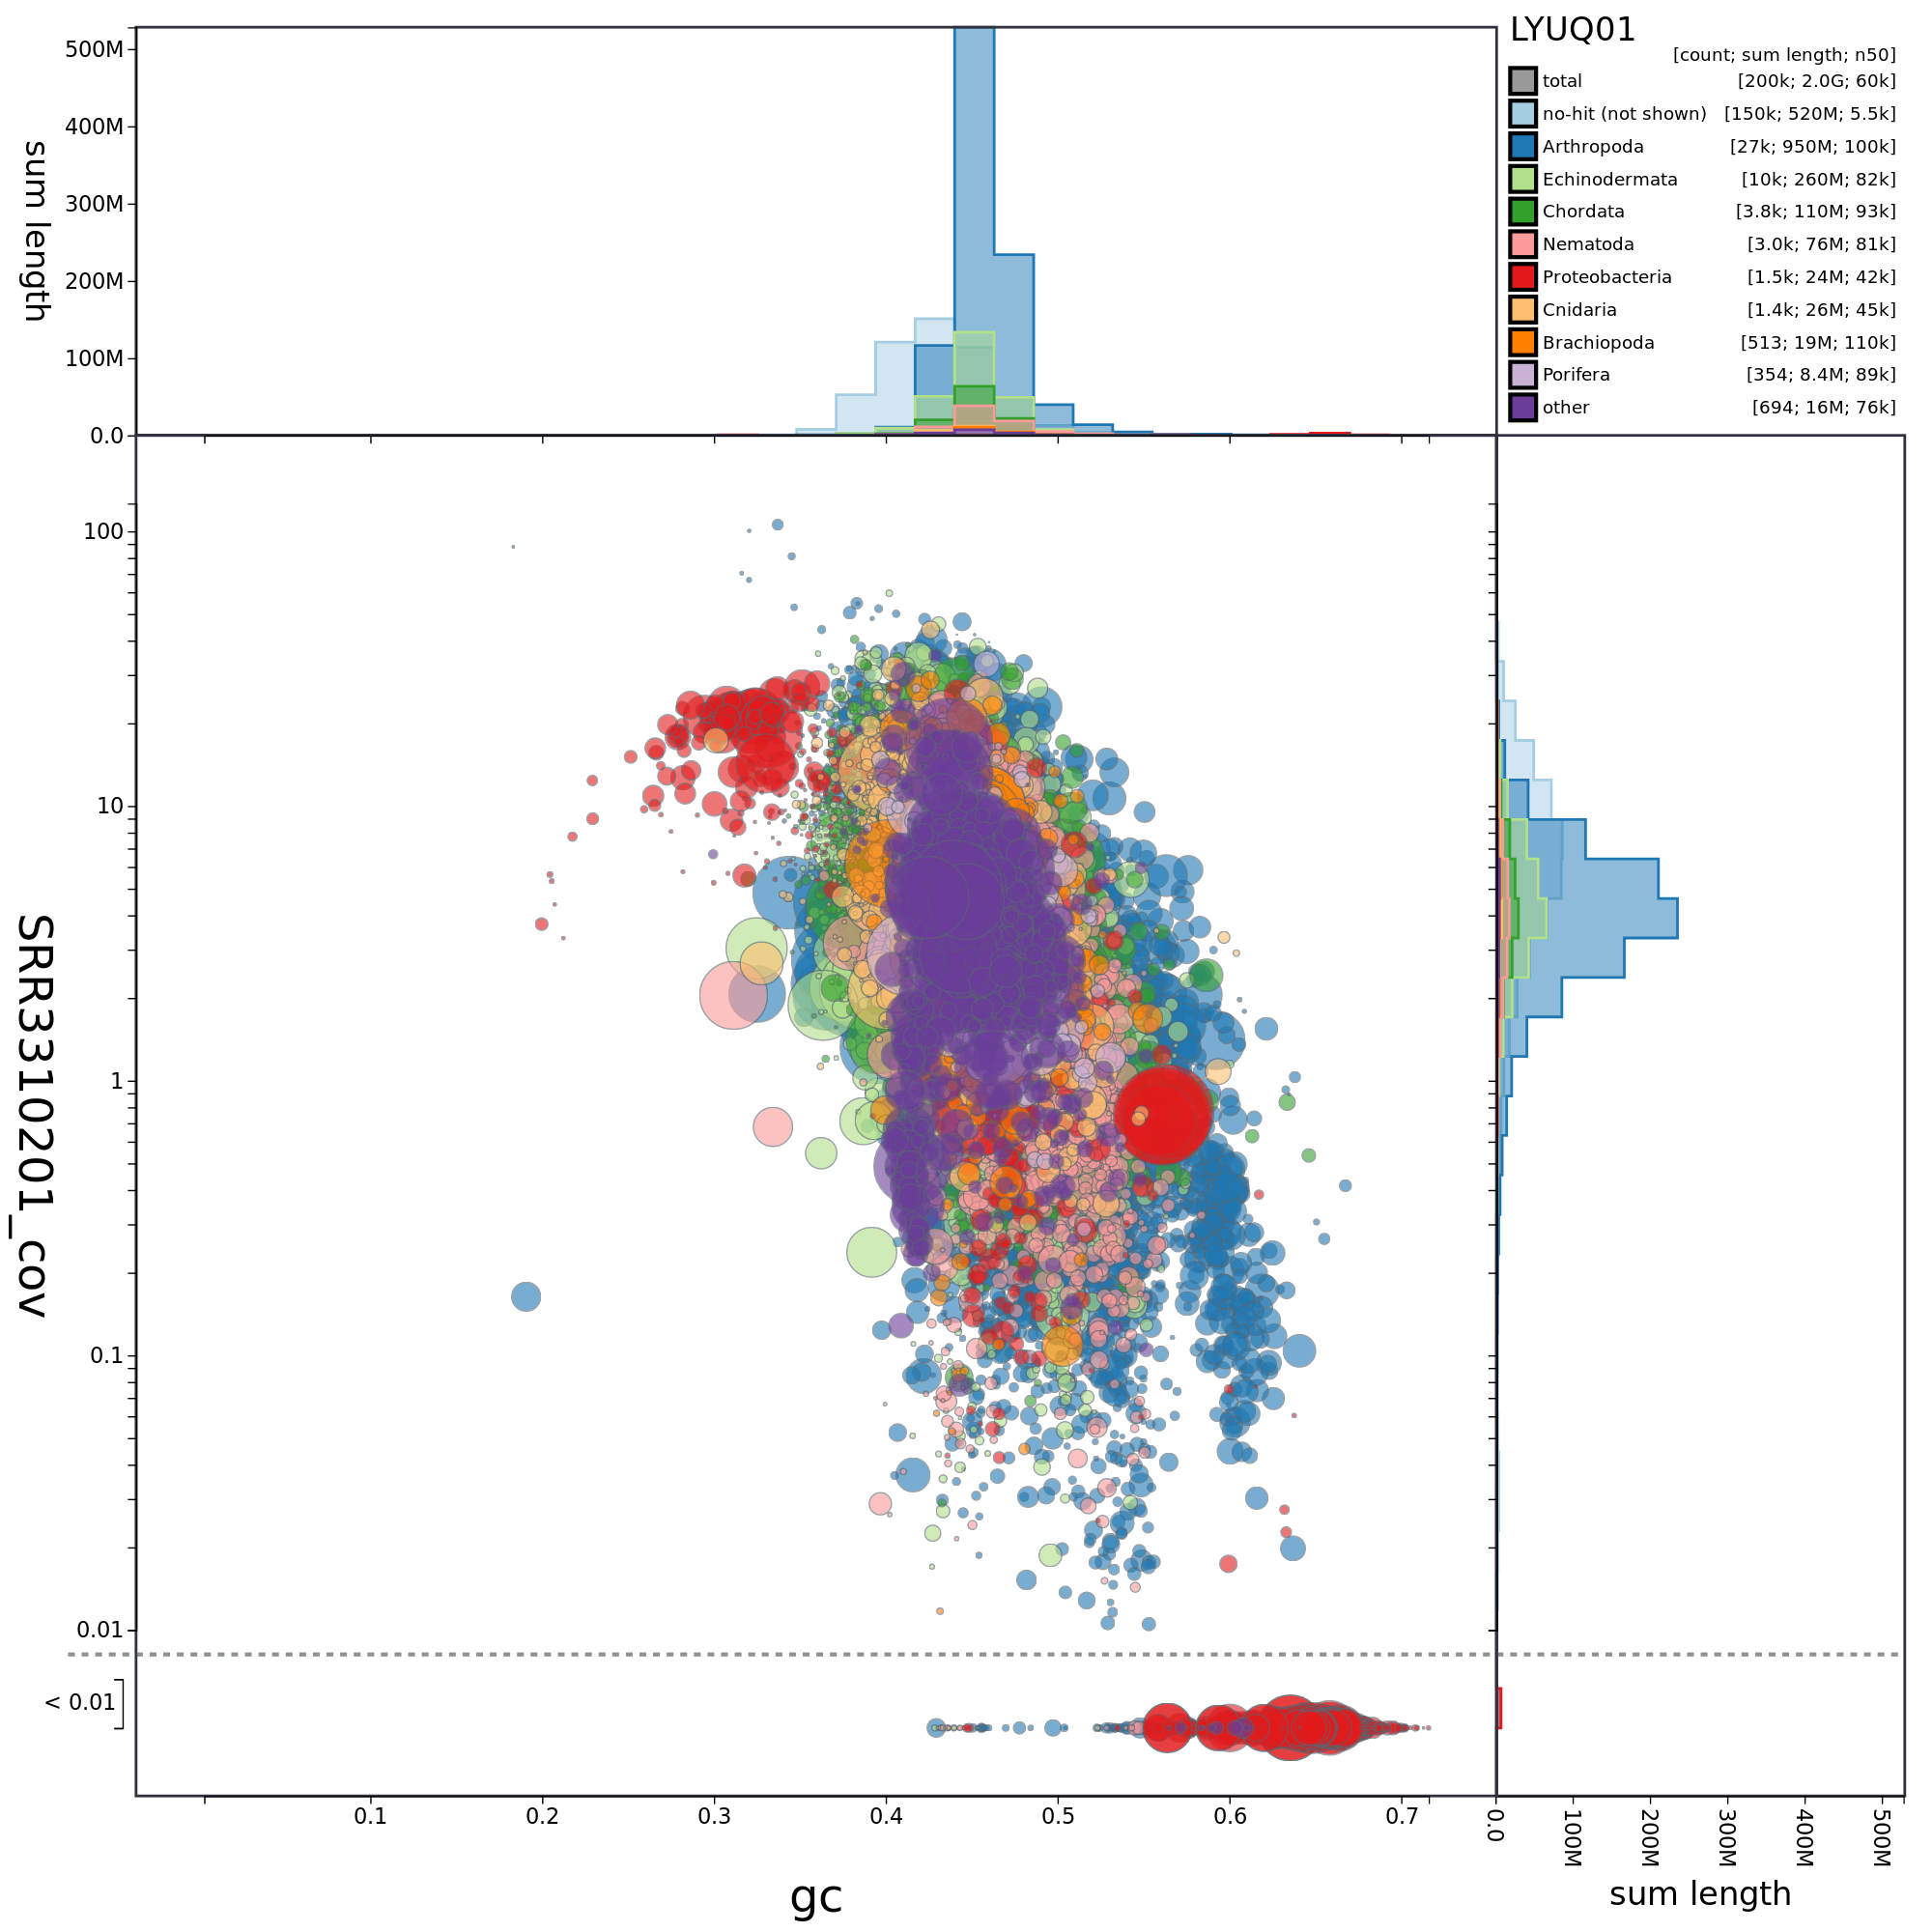 LYUQ01
[count; sum length; n50]
total [200k; 2.0G; 60k]
no-hit (not shown) [150k; 520M; 5.5k]
Arthropoda [27k; 950M; 100k]
Echinodermata [10k; 260M; 82k]
Chordata [3.8k; 110M; 93k]
Nematoda [3.0k; 76M; 81k]
Proteobacteria [1.5k; 24M; 42k]
Cnidaria [1.4k; 26M; 45k]
Brachiopoda [513; 19M; 110k]
Porifera [354; 8.4M; 89k]
other [694; 16M; 76k]
sum length
500M
400M
300M
200M
100M
0.0
SRR3310201_cov
100
10
1
0.1
0.01
< 0.01
0.1 0.2 0.3 0.4 0.5 0.6 0.7
gc
0.0 100M 200M 300M 400M 500M
sum length